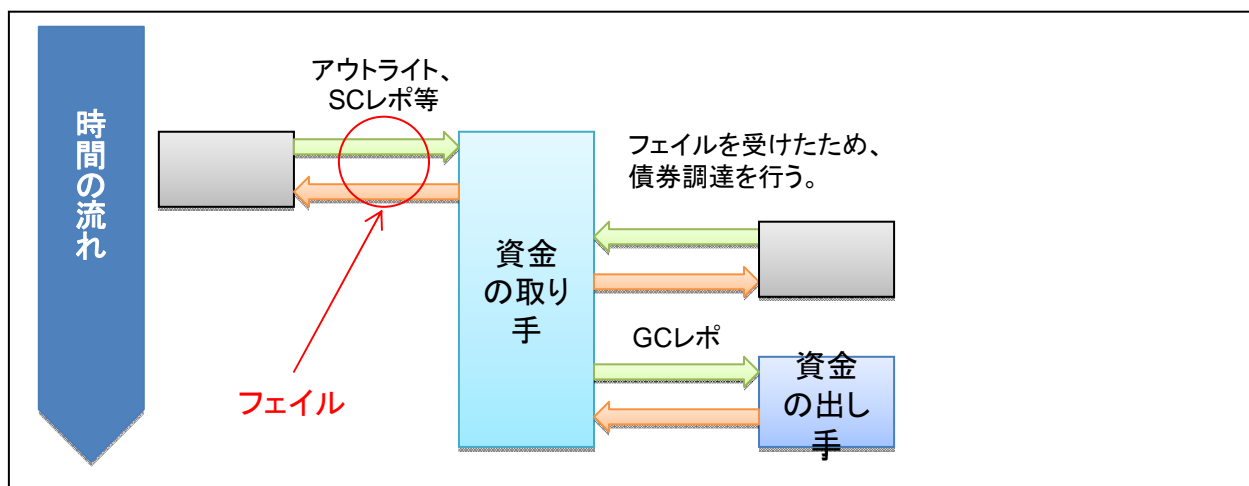 時間の流れ
アウトライト、
SCレポ等
フェイルを受けたため、
債券調達を行う。
資金
の取り
手
GCレポ
資金
の出し
手
フェイル